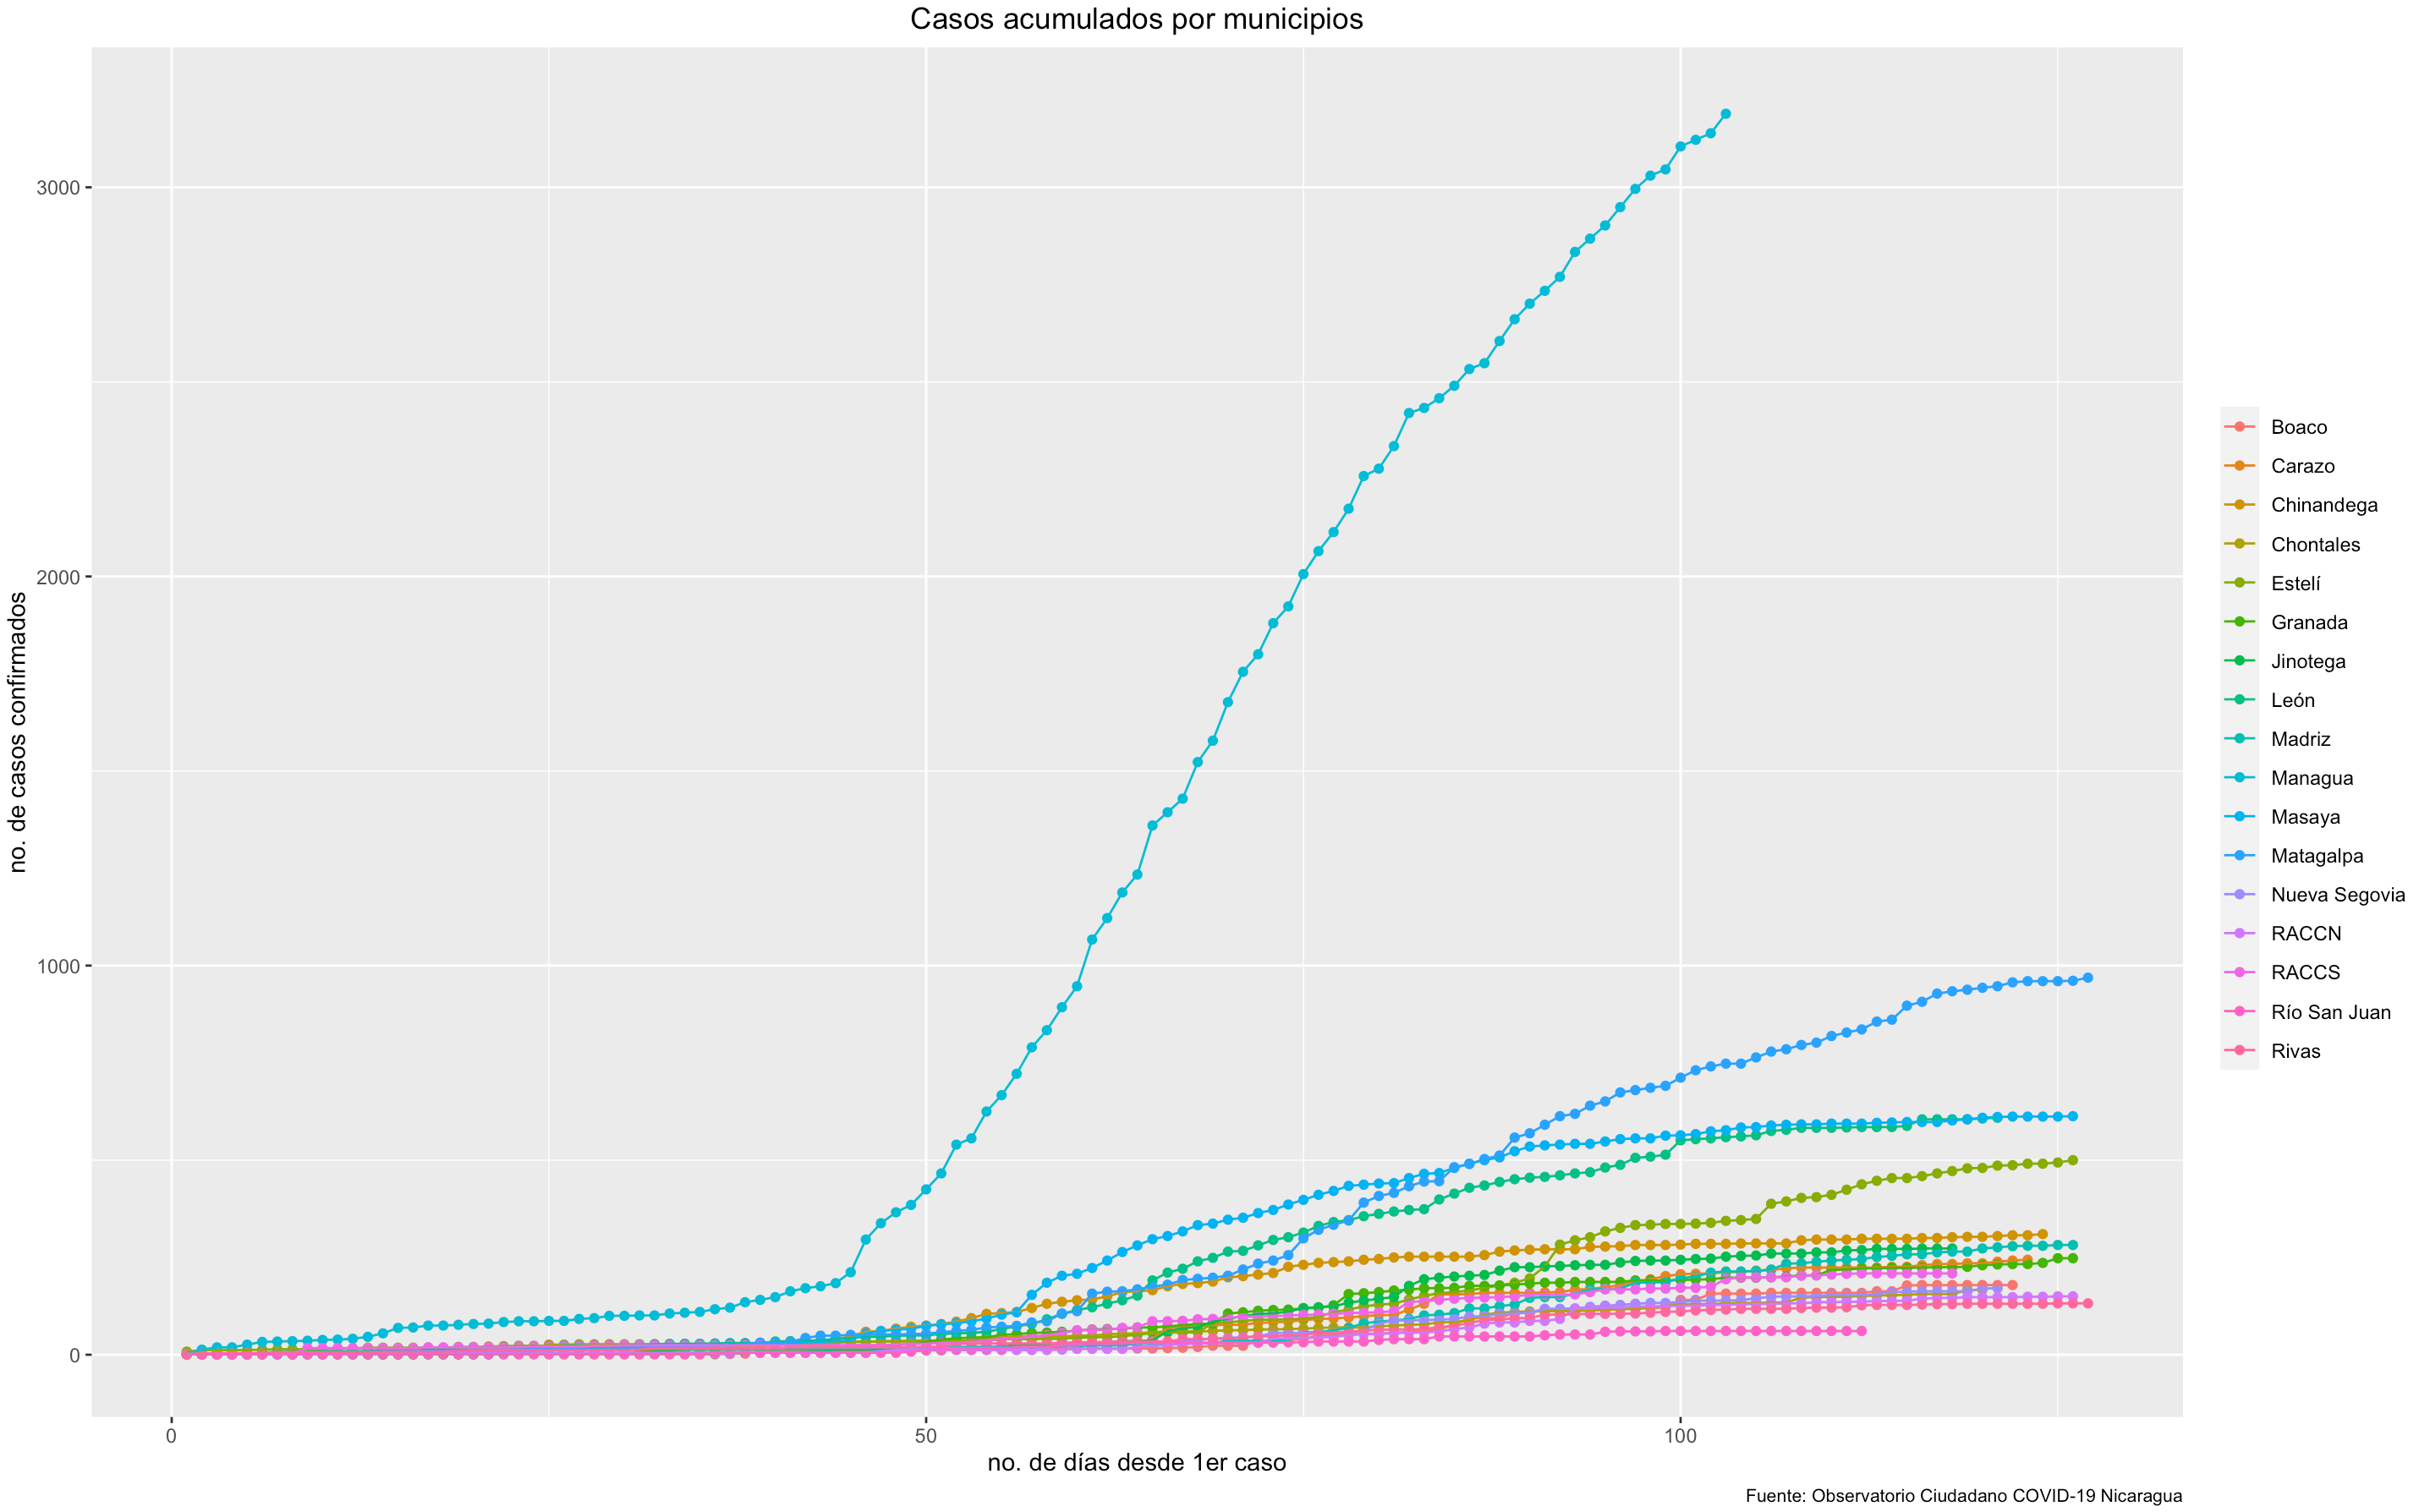 Casos acumulados por municipios
no. de casos confirmados
3000
2000
1000
0
0
50
100
no. de días desde 1er caso
Boaco
Carazo
Chinandega
Chontales
Estelí
Granada
Jinotega
León
Madriz
Managua
Masaya
Matagalpa
Nueva Segovia
RACCN
RACCS
Río San Juan
Rivas
Fuente: Observatorio Ciudadano COVID-19 Nicaragua